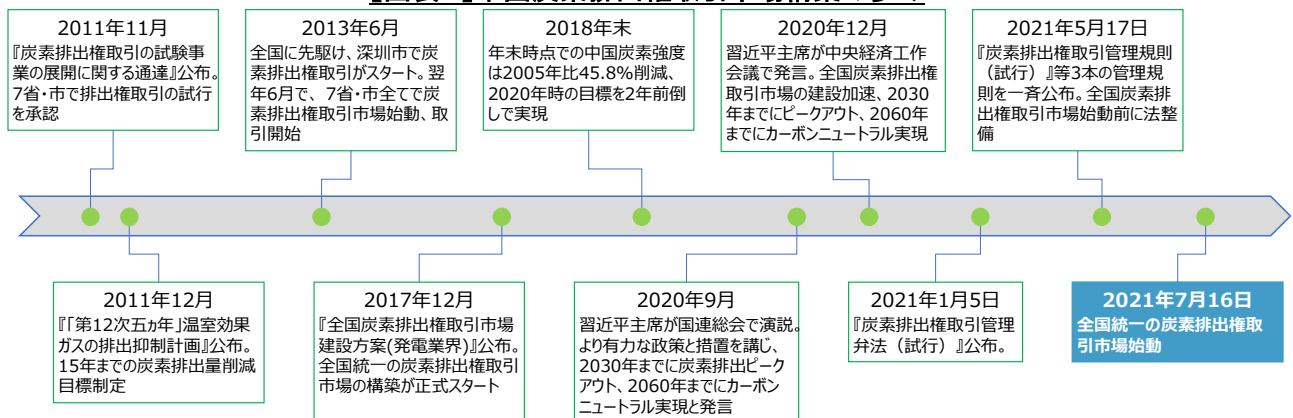 2011年11月
『炭素排出権取引の試験事
業の展開に関する通達』公布。
7省・市で排出権取引の試行
を承認
2013年6月
全国に先駆け、深圳市で炭
素排出権取引がスタート。翌
年6月で、7省・市全てで炭
素排出権取引市場始動、取
引開始
2018年末
年末時点での中国炭素強度
は2005年比45.8%削減、
2020年時の目標を2年前倒
しで実現
2020年12月
習近平主席が中央経済工作
会議で発言。全国炭素排出権
取引市場の建設加速、2030
年までにピークアウト、2060年
までにカーボンニュートラル実現
2021年5月17日
『炭素排出権取引管理規則
（試行）』等3本の管理規
則を一斉公布。全国炭素排
出権取引市場始動前に法整
備
2011年12月
『「第12次五ヵ年」温室効果
ガスの排出抑制計画』公布。
15年までの炭素排出量削減
目標制定
2017年12月
『全国炭素排出権取引市場
建設方案(発電業界)』公布。
全国統一の炭素排出権取引
市場の構築が正式スタート
2020年9月
習近平主席が国連総会で演説。
より有力な政策と措置を講じ、
2030年までに炭素排出ピーク
アウト、2060年までにカーボン
ニュートラル実現と発言
2021年1月5日
『炭素排出権取引管理
弁法（試行）』公布。
2021年7月16日
全国統一の炭素排出権取
引市場始動